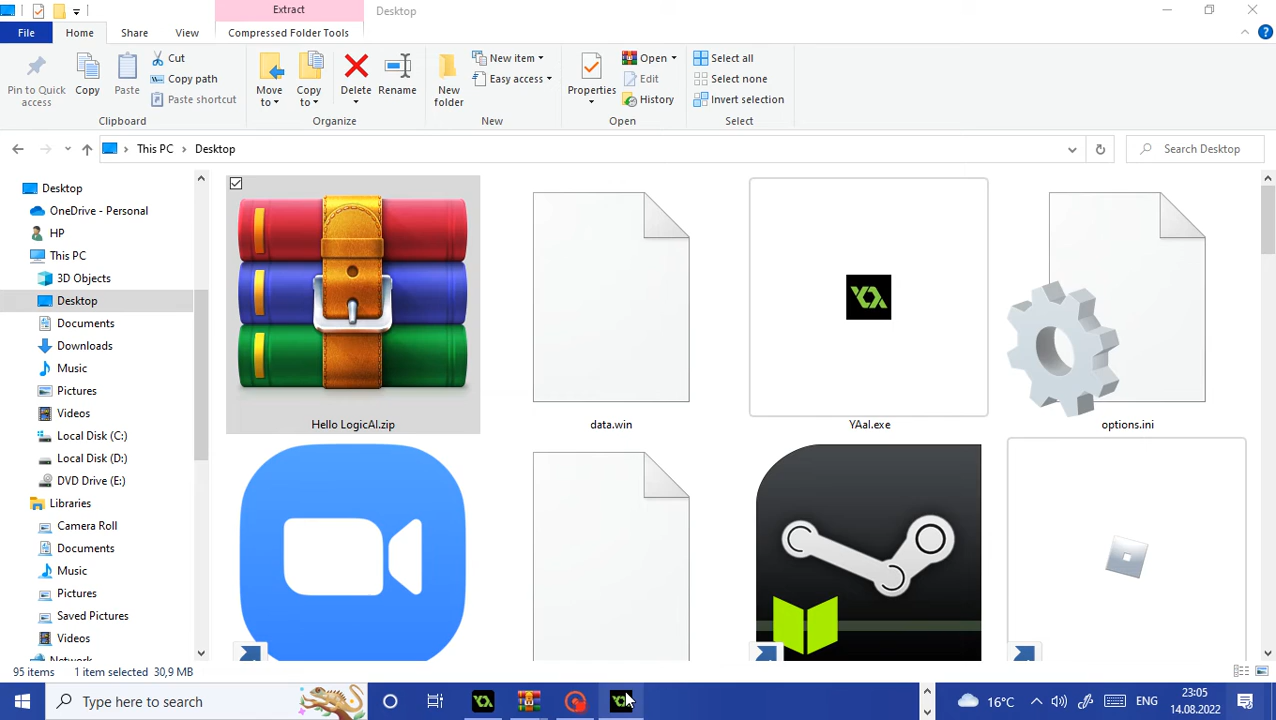 Extract
Desktop
File
Home
Share
View
Compressed Folder Tools
Pin to Quick access
Copy
Paste
Cut
Copy path
Paste shortcut
Clipboard
Move to
Copy to
Delete
Rename
Organize
New folder
New item
Easy access
New
Properties
Open
Edit
History
Open
Select all
Select none
Invert selection
Select
This PC
Desktop
Search Desktop
Desktop
OneDrive - Personal
HP
This PC
3D Objects
Desktop
Documents
Downloads
Music
Pictures
Videos
Local Disk (C:)
Local Disk (D:)
DVD Drive (E:)
Libraries
Camera Roll
Documents
Music
Pictures
Saved Pictures
Videos
Network
Hello LogicAl.zip
data.win
YAal.exe
options.ini
95 items
1 item selected 30,9 MB
Type here to search
16°C
ENG
23:05
14.08.2022